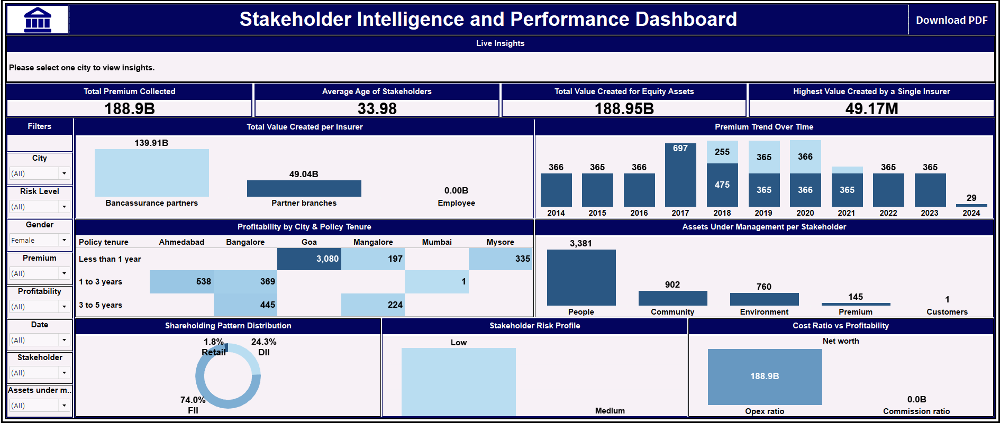 Stakeholder Intelligence and Performance Dashboard
Download PDF
Live Insights
Please select one city to view insights.
Total Premium Collected
188.9B
Average Age of Stakeholders
33.98
Total Value Created for Equity Assets
188.95B
Highest Value Created by a Single Insurer
49.17M
Filters
City
(All)
Risk Level
(All)
Gender
Female
Premium
(All)
Profitability
(All)
Date
(All)
Stakeholder
(All)
Assets under m..
(All)
Total Value Created per Insurer
139.91B
49.04B
0.00B
Bancassurance partners
Partner branches
Employee
Premium Trend Over Time
366
365
366
697
255
475
365
365
366
366
365
365
365
29
2014
2015
2016
2017
2018
2019
2020
2021
2022
2023
2024
Profitability by City & Policy Tenure
Policy tenure Ahmedabad Bangalore Goa Mangalore Mumbai Mysore
Less than 1 year 3,080 197 335
1 to 3 years 538 369 1
3 to 5 years 445 224
Assets Under Management per Stakeholder
3,381
902
760
145
1
People
Community
Environment
Premium
Customers
Shareholding Pattern Distribution
1.8%
Retail
24.3%
DII
74.0%
FII
Stakeholder Risk Profile
Low
Medium
Cost Ratio vs Profitability
Net worth
188.9B
0.0B
Opex ratio
Commission ratio